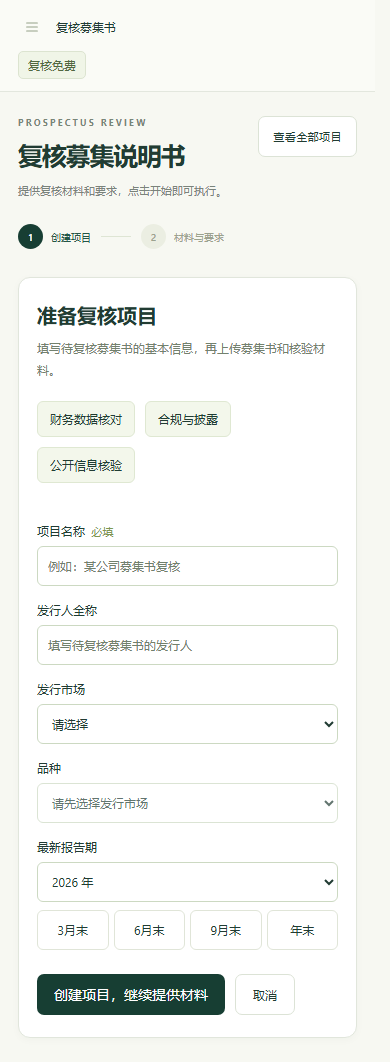 复核募集书
复核免费
PROSPECTUS REVIEW
查看全部项目
复核募集说明书
提供复核材料和要求，点击开始即可执行。
1 创建项目 2 材料与要求
准备复核项目
填写待复核募集书的基本信息，再上传募集书和核验材
料。
财务数据核对 合规与披露
公开信息核验
项目名称 必填
例如：某公司募集书复核
发行人全称
填写待复核募集书的发行人
发行市场
请选择
品种
请先选择发行市场
最新报告期
2026 年
3月末 6月末 9月末 年末
创建项目，继续提供材料 取消